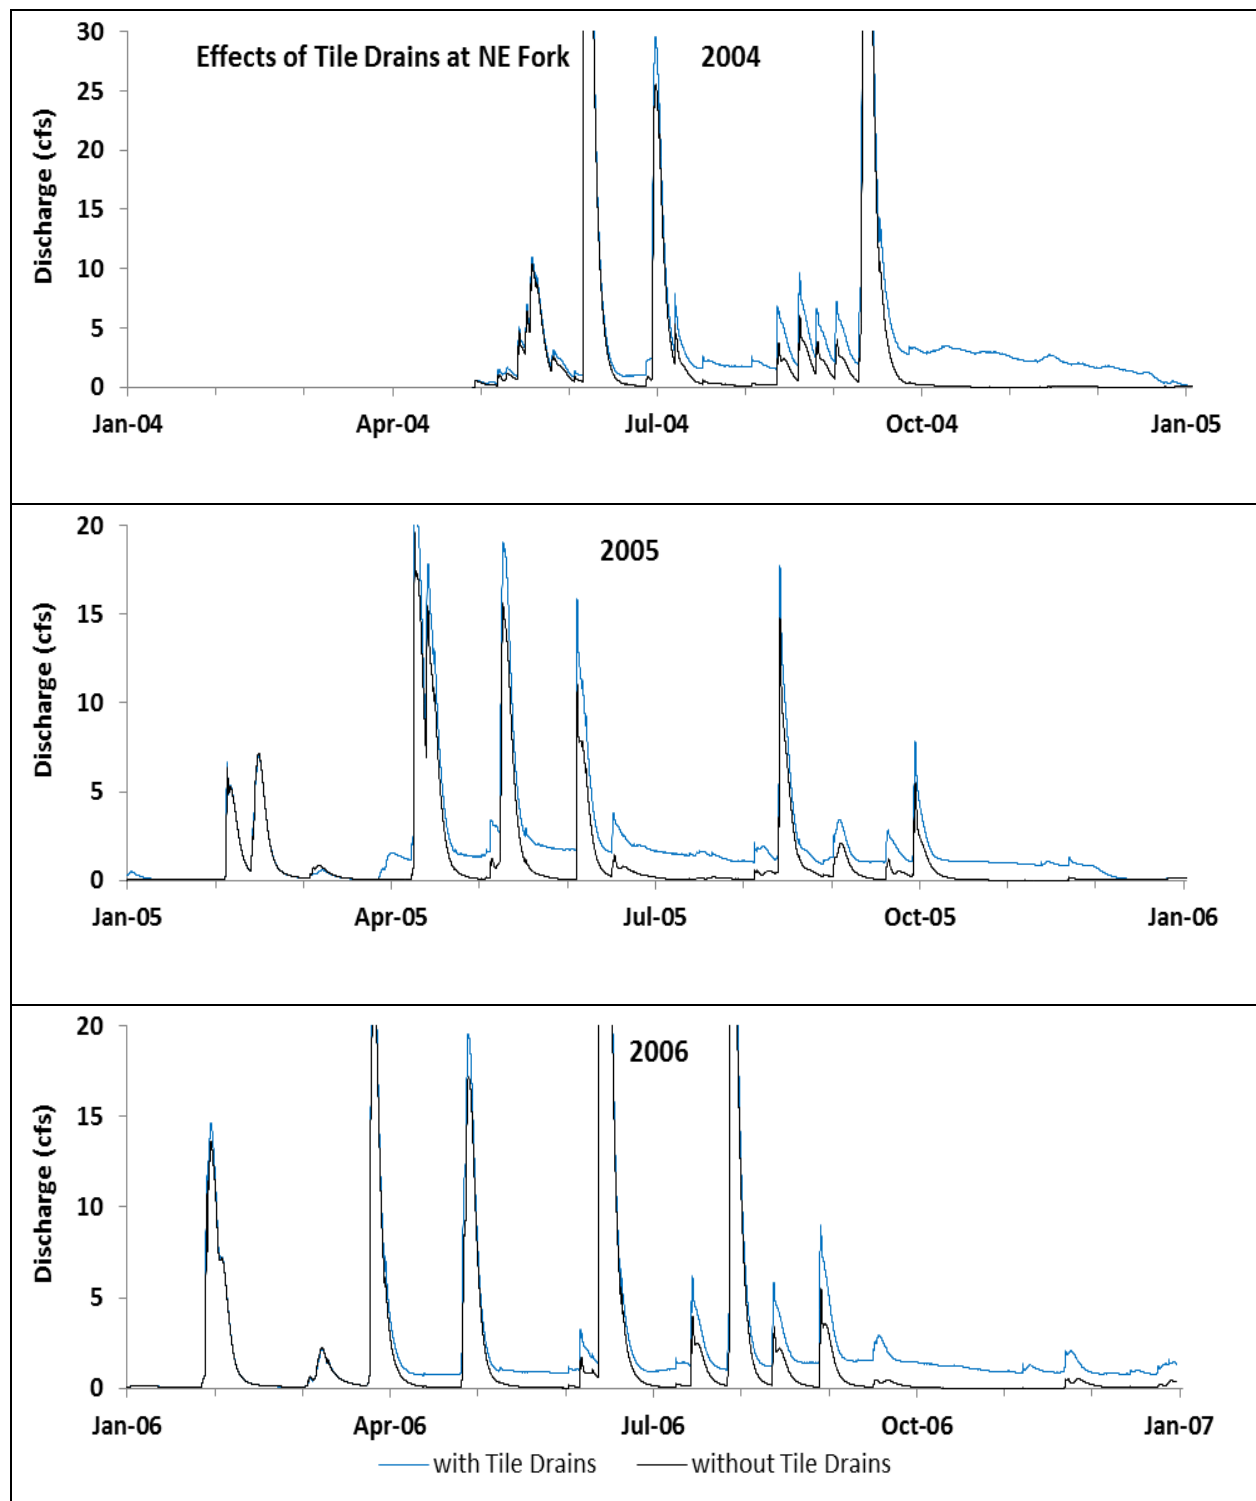 Effects of Tile Drains at NE Fork 2004
Discharge (cfs)
30
25
20
15
10
5
0
Jan-04 Apr-04 Jul-04 Oct-04 Jan-05
2005
Discharge (cfs)
20
15
10
5
0
Jan-05 Apr-05 Jul-05 Oct-05 Jan-06
2006
Discharge (cfs)
20
15
10
5
0
Jan-06 Apr-06 Jul-06 Oct-06 Jan-07
with Tile Drains without Tile Drains